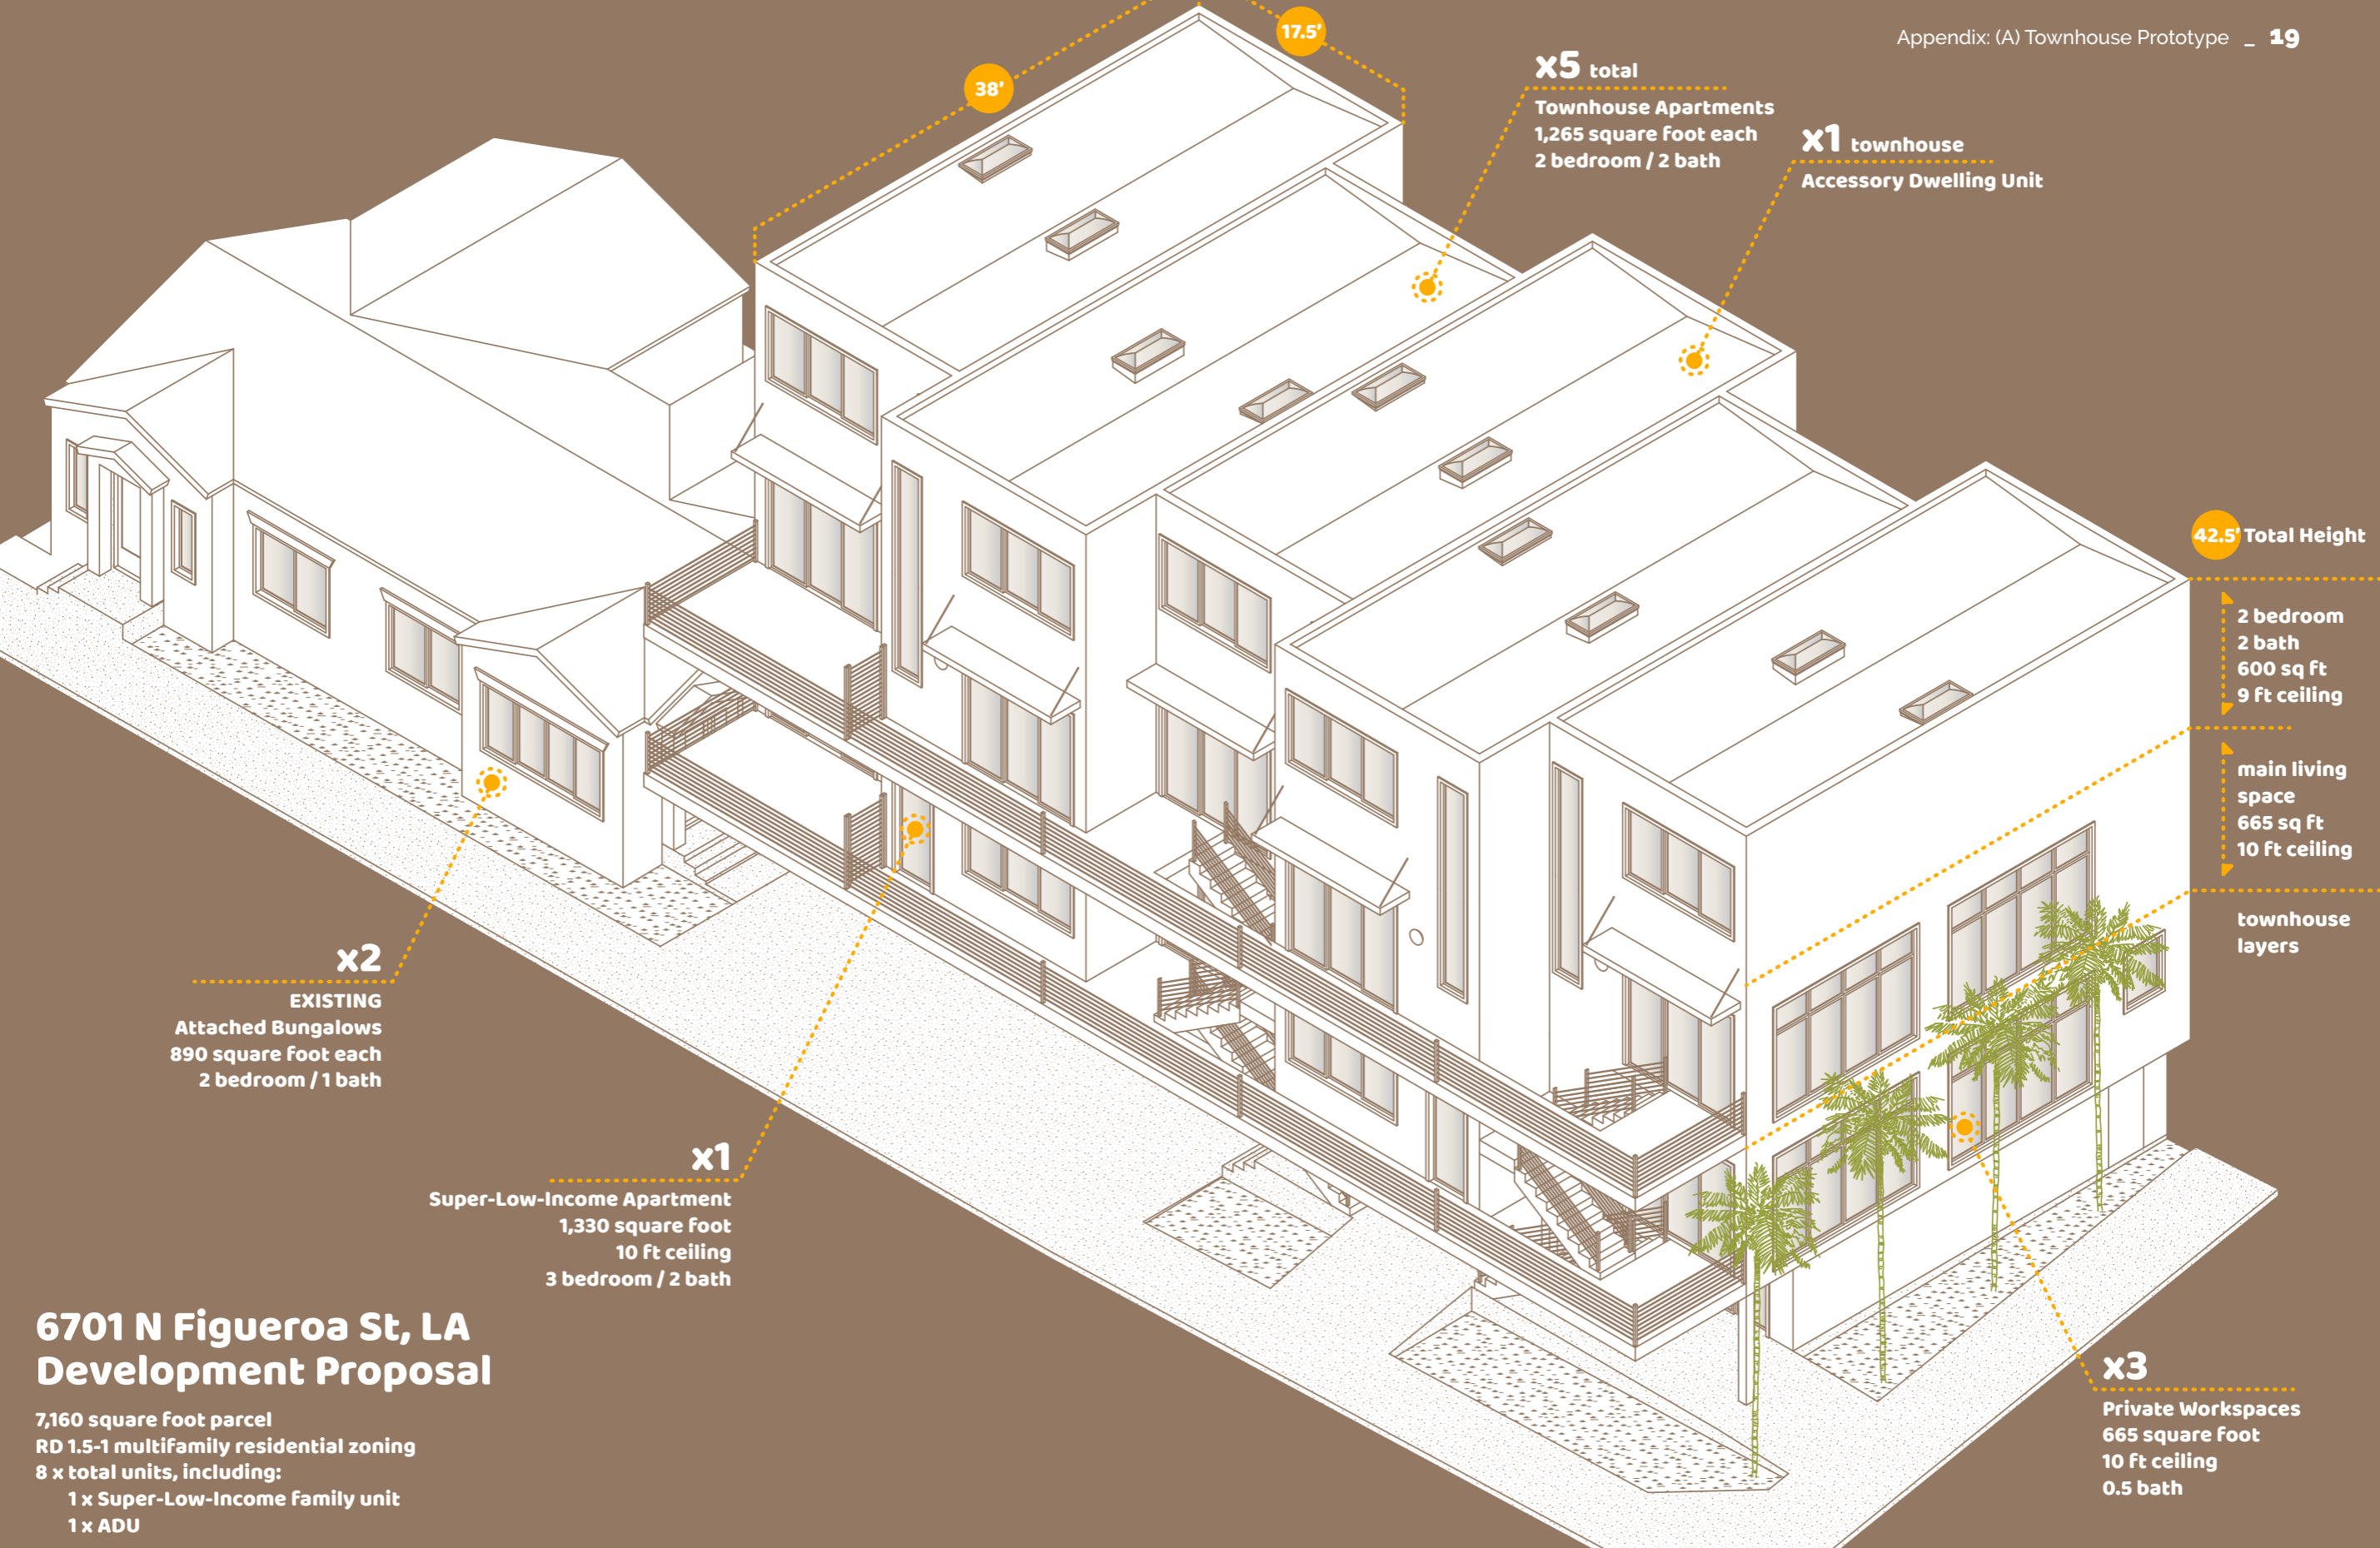 Appendix: (A) Townhouse Prototype _ 19
17.5'
38'
x5 total
Townhouse Apartments
1,265 square foot each
2 bedroom / 2 bath
x1 townhouse
Accessory Dwelling Unit
42.5' Total Height
2 bedroom
2 bath
600 sq ft
9 ft ceiling
main living
space
665 sq ft
10 ft ceiling
townhouse
layers
x2
EXISTING
Attached Bungalows
890 square foot each
2 bedroom / 1 bath
x1
Super-Low-Income Apartment
1,330 square foot
10 ft ceiling
3 bedroom / 2 bath
x3
Private Workspaces
665 square foot
10 ft ceiling
0.5 bath
6701 N Figueroa St, LA
Development Proposal
7,160 square foot parcel
RD 1.5-1 multifamily residential zoning
8 x total units, including:
1 x Super-Low-Income family unit
1 x ADU